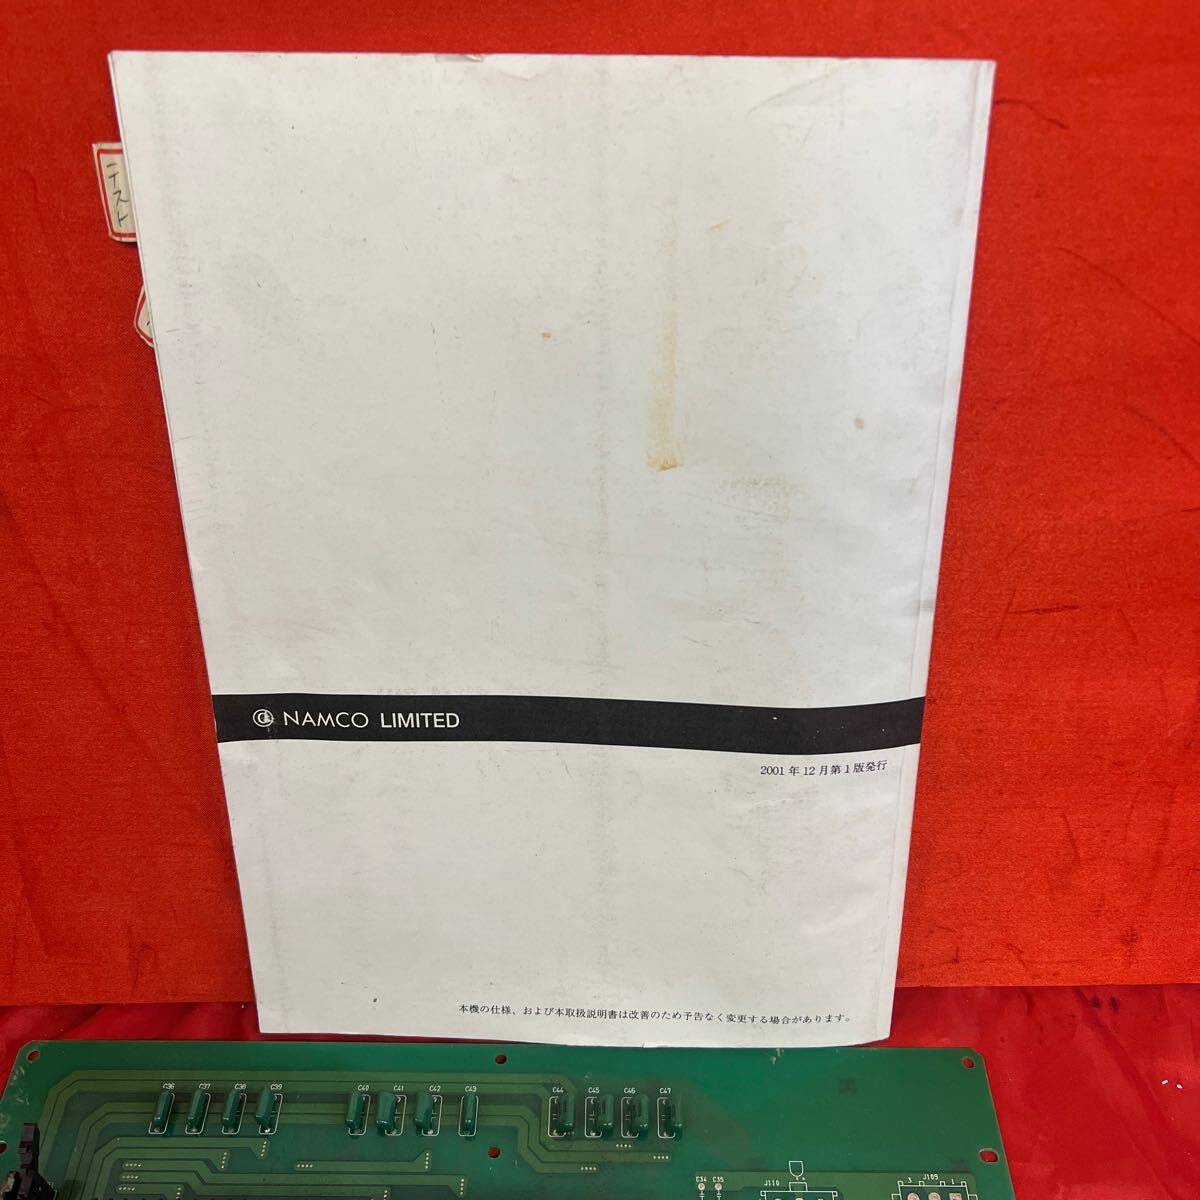 テスト
NAMCO LIMITED
2001年12月第1版発行
本機の仕様、および本取扱説明書は改善のため予告なく変更する場合があります。
C36 C37 C38 C39 C40 C41 C42 C43 C44 C45 C46 C47
C34 C35 J110 J109
3 1